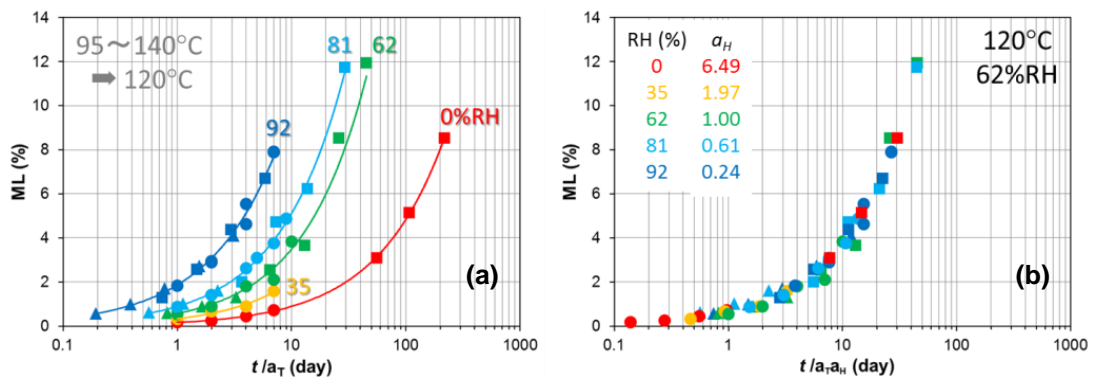 14
12
10
8
6
4
2
0
ML (%)
95～140°C
➡ 120°C
81
62
92
0%RH
35
(a)
0.1 1 10 100 1000
t /aT (day)
14
12
10
8
6
4
2
0
ML (%)
RH (%) aH
0 6.49
35 1.97
62 1.00
81 0.61
92 0.24
120°C
62%RH
(b)
0.1 1 10 100 1000
t/aTaH (day)